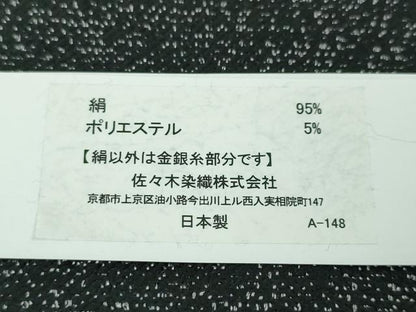 絹 95%
ポリエステル 5%
【絹以外は金銀糸部分です】
佐々木染織株式会社
京都市上京区油小路今出川上ル西入実相院町147
日本製 A-148